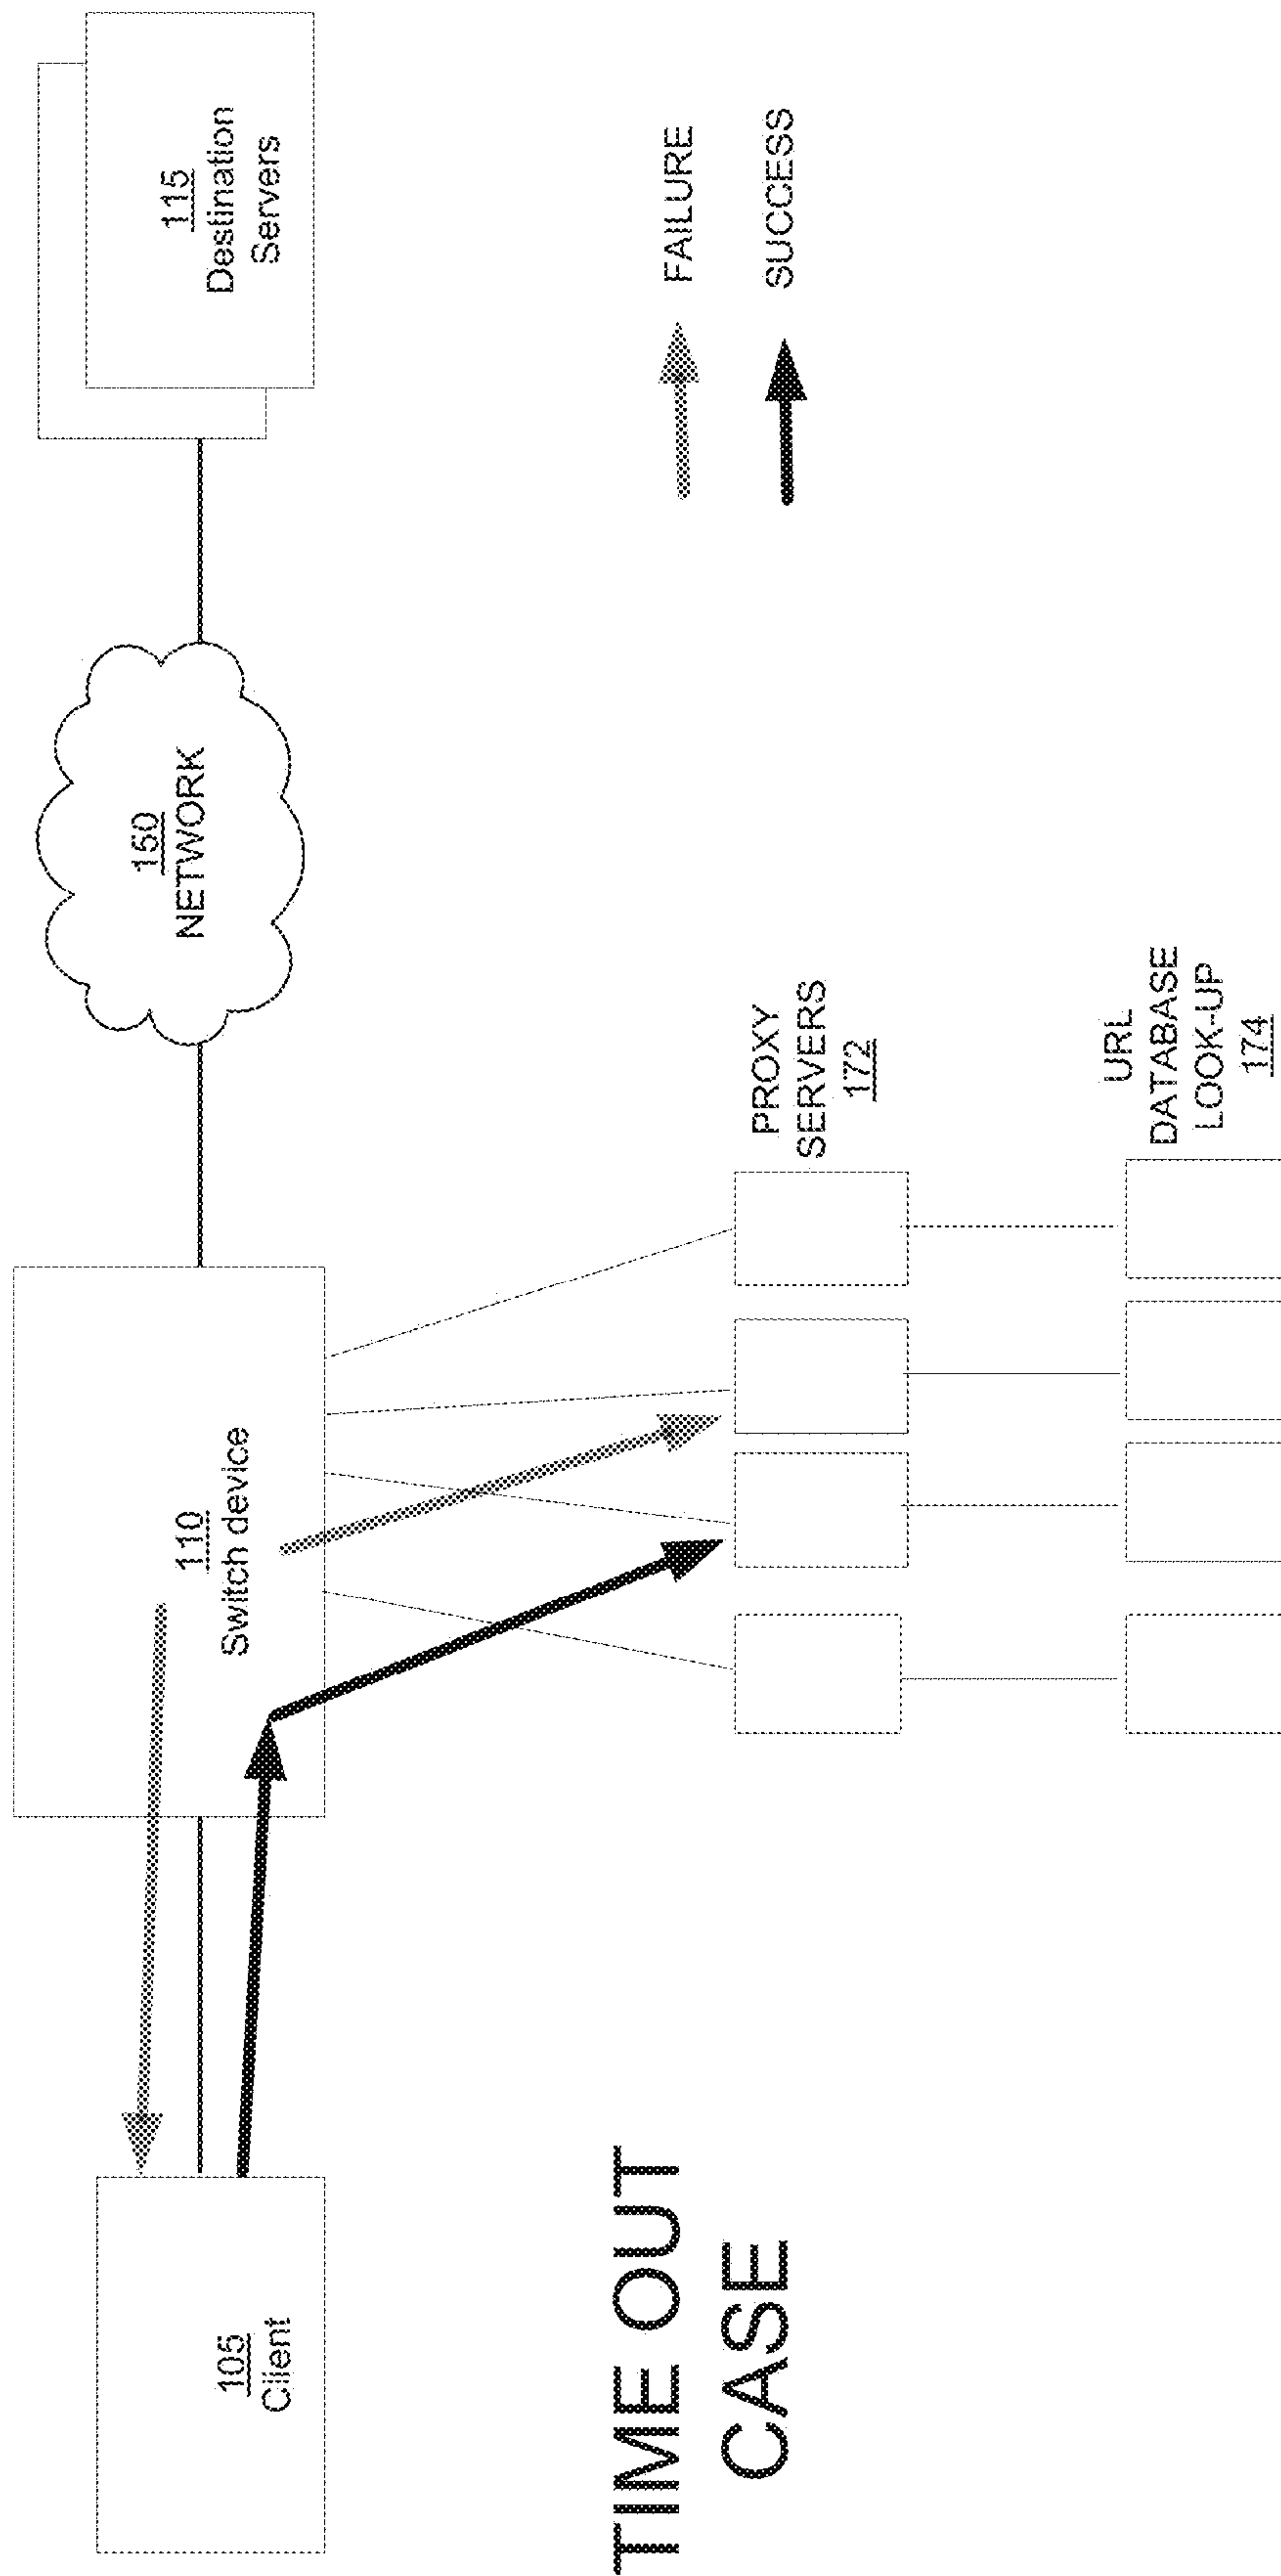 105
Client
110
Switch device
150
NETWORK
115
Destination
Servers
FAILURE
SUCCESS
PROXY
SERVERS
172
URL
DATABASE
LOOK-UP
174
TIME OUT
CASE